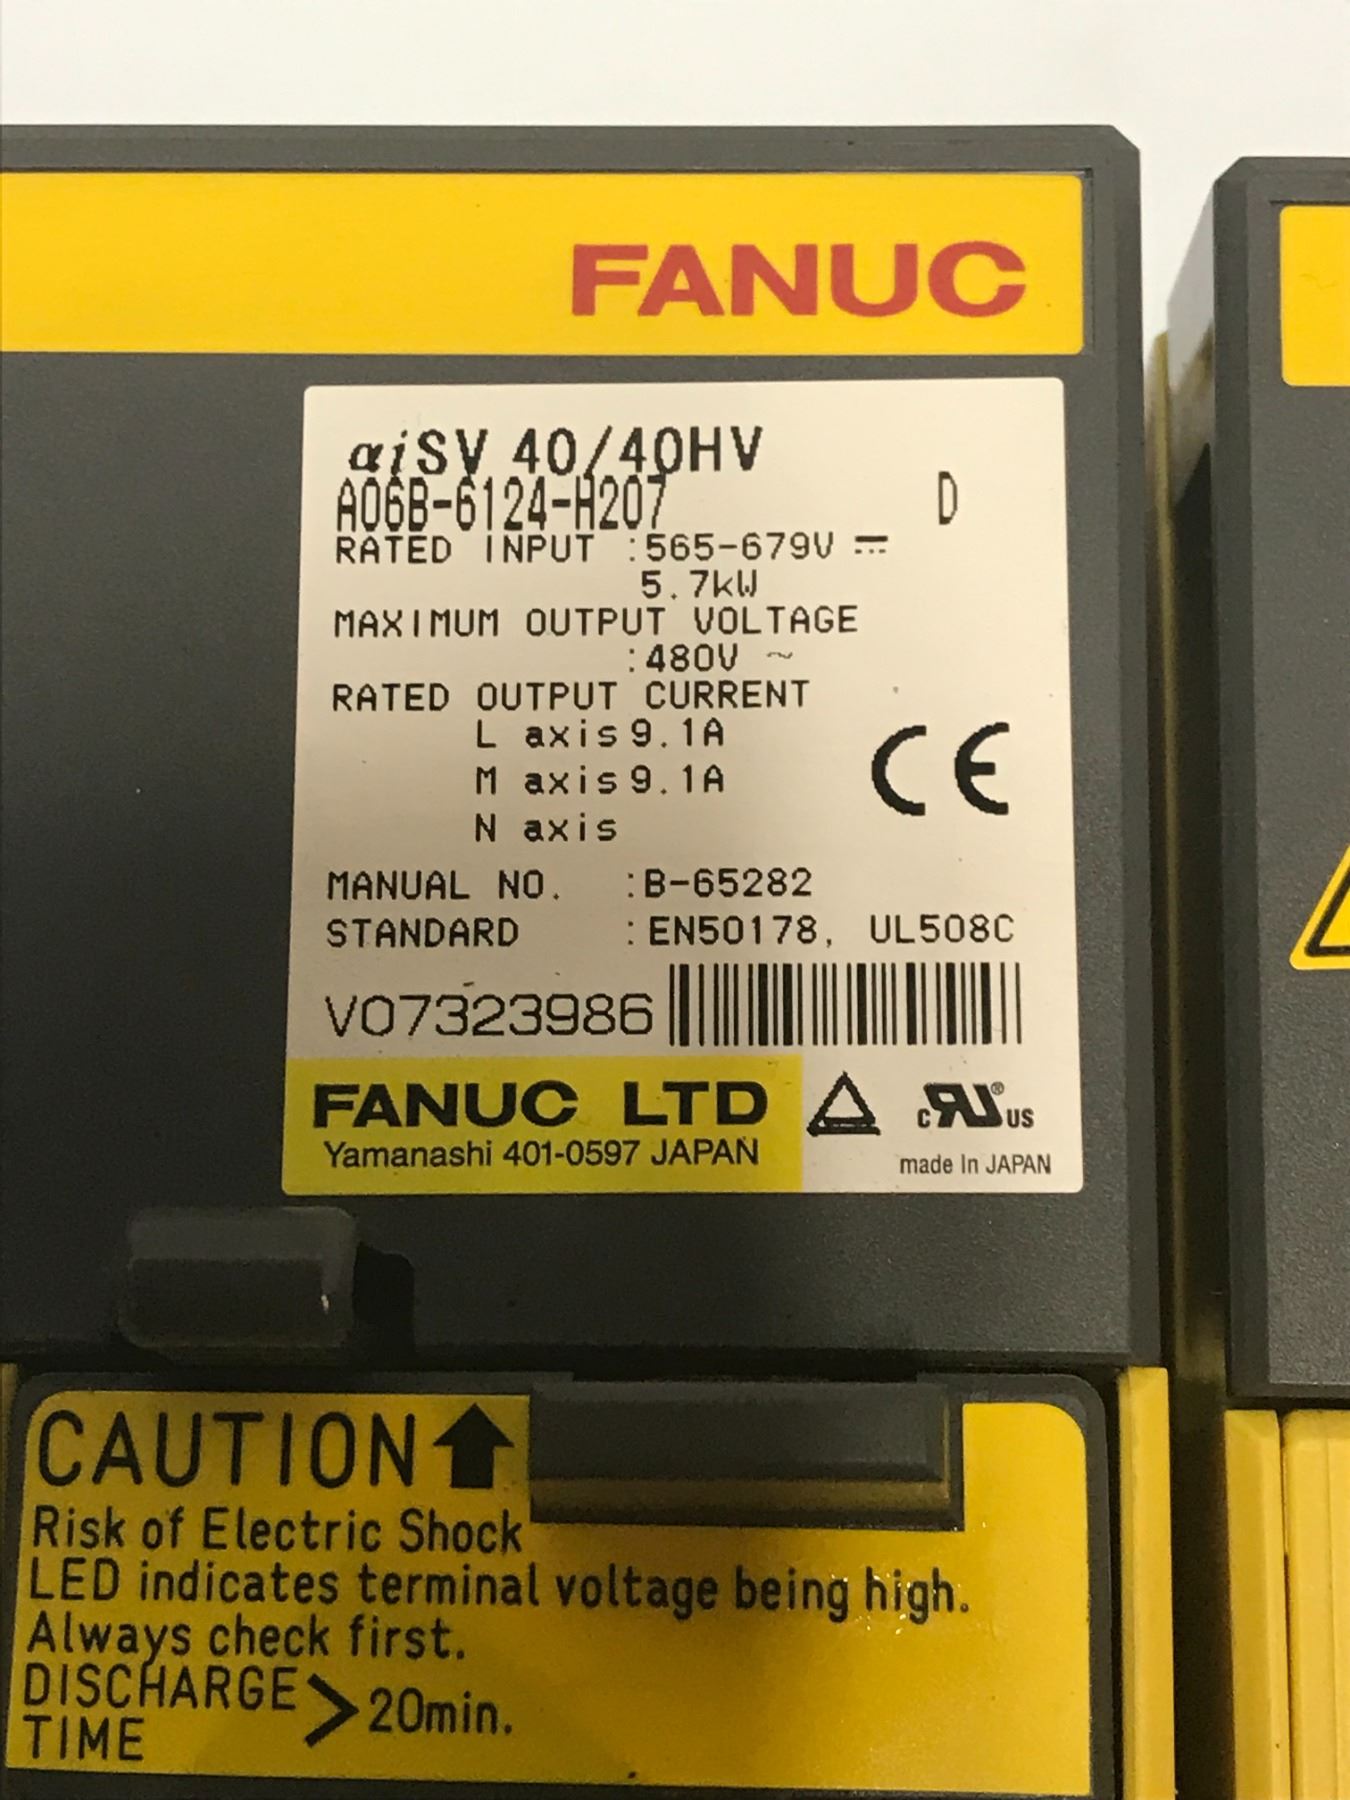 FANUC
αiSV 40/40HV
A06B-6124-H207 D
RATED INPUT :565-679V ⎓
5.7kW
MAXIMUM OUTPUT VOLTAGE
:480V ~
RATED OUTPUT CURRENT
L axis 9.1A
M axis 9.1A
N axis
CE
MANUAL NO. :B-65282
STANDARD :EN50178, UL508C
V07323986
FANUC LTD
Yamanashi 401-0597 JAPAN
c RU ® US
made In JAPAN
CAUTION
Risk of Electric Shock
LED indicates terminal voltage being high.
Always check first.
DISCHARGE TIME > 20min.